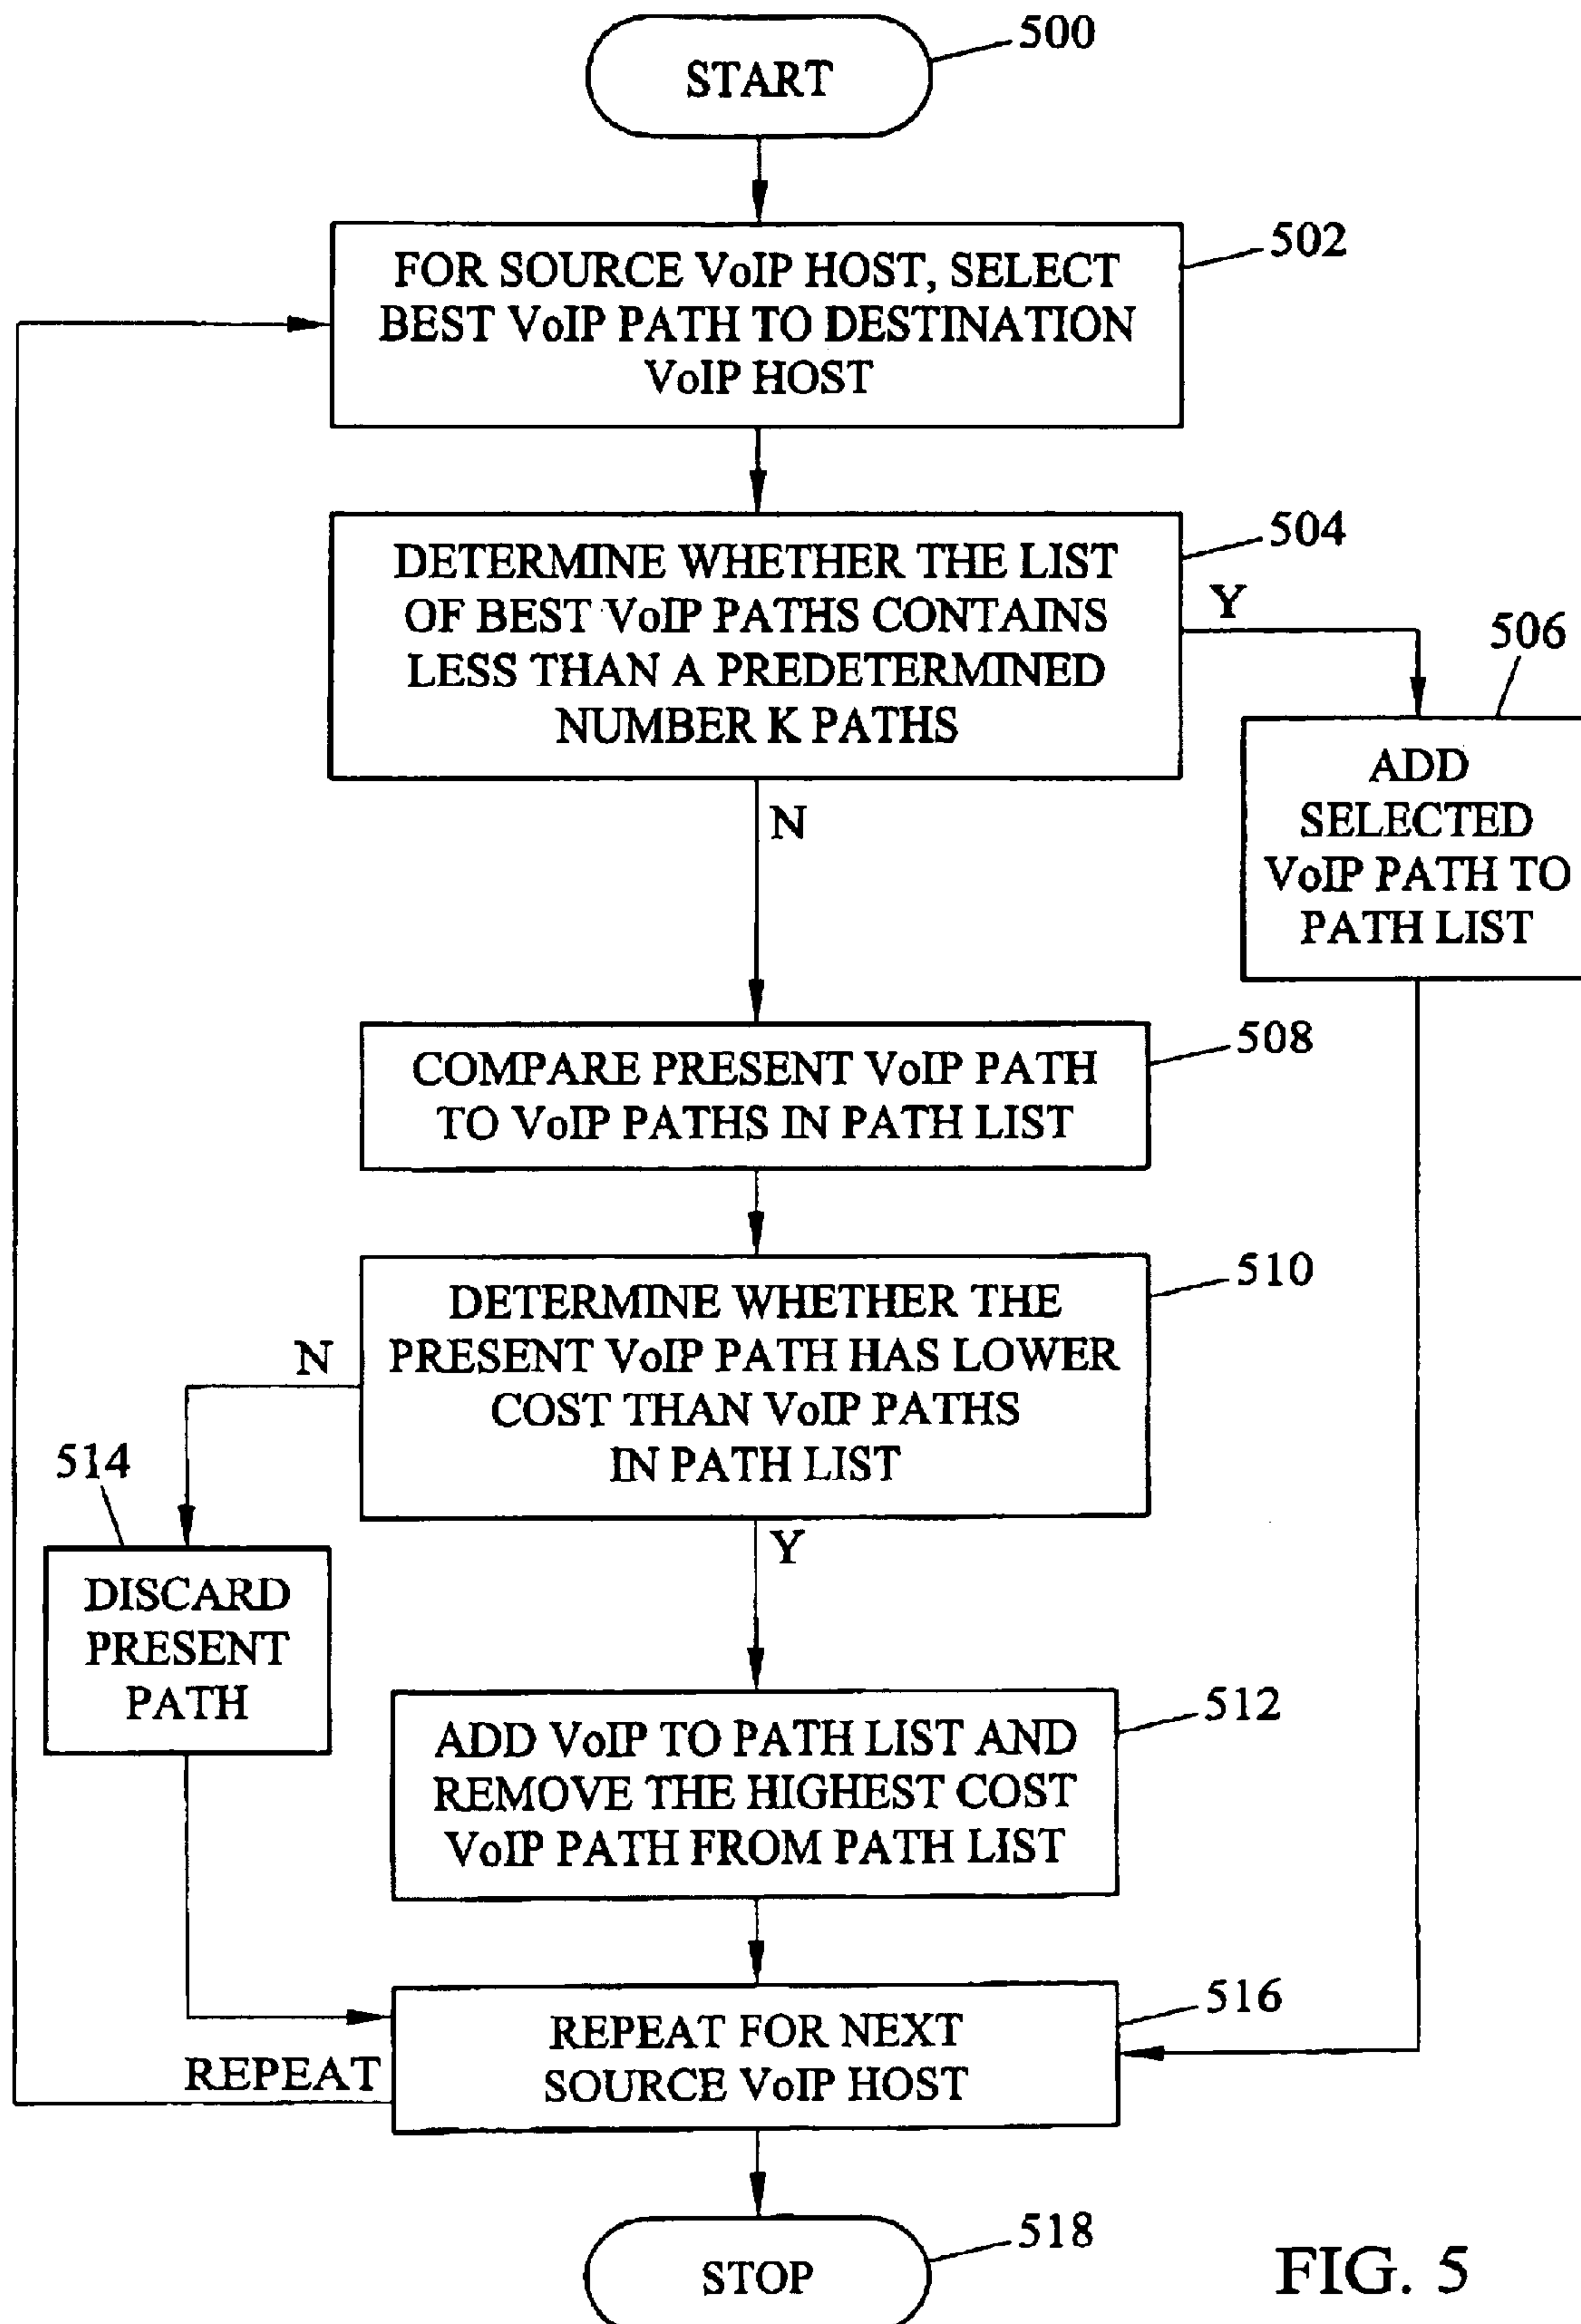 500
START
502
FOR SOURCE VoIP HOST, SELECT
BEST VoIP PATH TO DESTINATION
VoIP HOST
504
DETERMINE WHETHER THE LIST
OF BEST VoIP PATHS CONTAINS
LESS THAN A PREDETERMINED
NUMBER K PATHS
Y
506
ADD
SELECTED
VoIP PATH TO
PATH LIST
N
508
COMPARE PRESENT VoIP PATH
TO VoIP PATHS IN PATH LIST
510
DETERMINE WHETHER THE
PRESENT VoIP PATH HAS LOWER
COST THAN VoIP PATHS
IN PATH LIST
N
514
DISCARD
PRESENT
PATH
Y
512
ADD VoIP TO PATH LIST AND
REMOVE THE HIGHEST COST
VoIP PATH FROM PATH LIST
516
REPEAT FOR NEXT
SOURCE VoIP HOST
REPEAT
518
STOP
FIG. 5